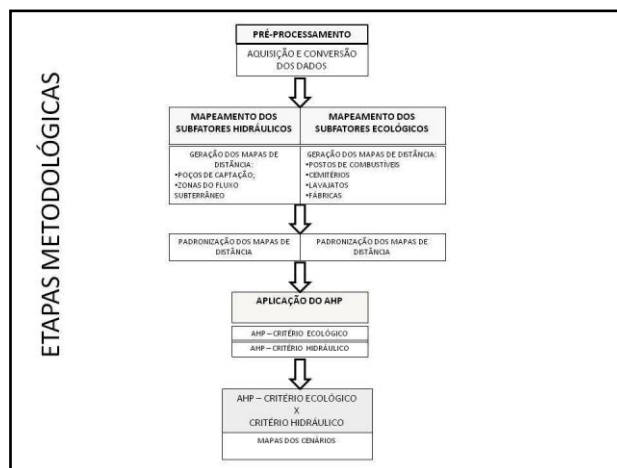 ETAPAS METODOLÓGICAS
PRÉ-PROCESSAMENTO
AQUISIÇÃO E CONVERSÃO
DOS DADOS
MAPEAMENTO DOS
SUBFATORES HIDRÁULICOS
GERAÇÃO DOS MAPAS DE
DISTÂNCIA:
•POÇOS DE CAPTAÇÃO;
•ZONAS DO FLUXO
SUBTERRÂNEO
MAPEAMENTO DOS
SUBFATORES ECOLÓGICOS
GERAÇÃO DOS MAPAS DE DISTÂNCIA:
•POSTOS DE COMBUSTÍVEIS
•CEMITÉRIOS
•LAVAJATOS
•FÁBRICAS
PADRONIZAÇÃO DOS MAPAS DE
DISTÂNCIA
PADRONIZAÇÃO DOS MAPAS DE
DISTÂNCIA
APLICAÇÃO DO AHP
AHP – CRITÉRIO ECOLÓGICO
AHP – CRITÉRIO HIDRÁULICO
AHP – CRITÉRIO ECOLÓGICO
X
CRITÉRIO HIDRÁULICO
MAPAS DOS CENÁRIOS